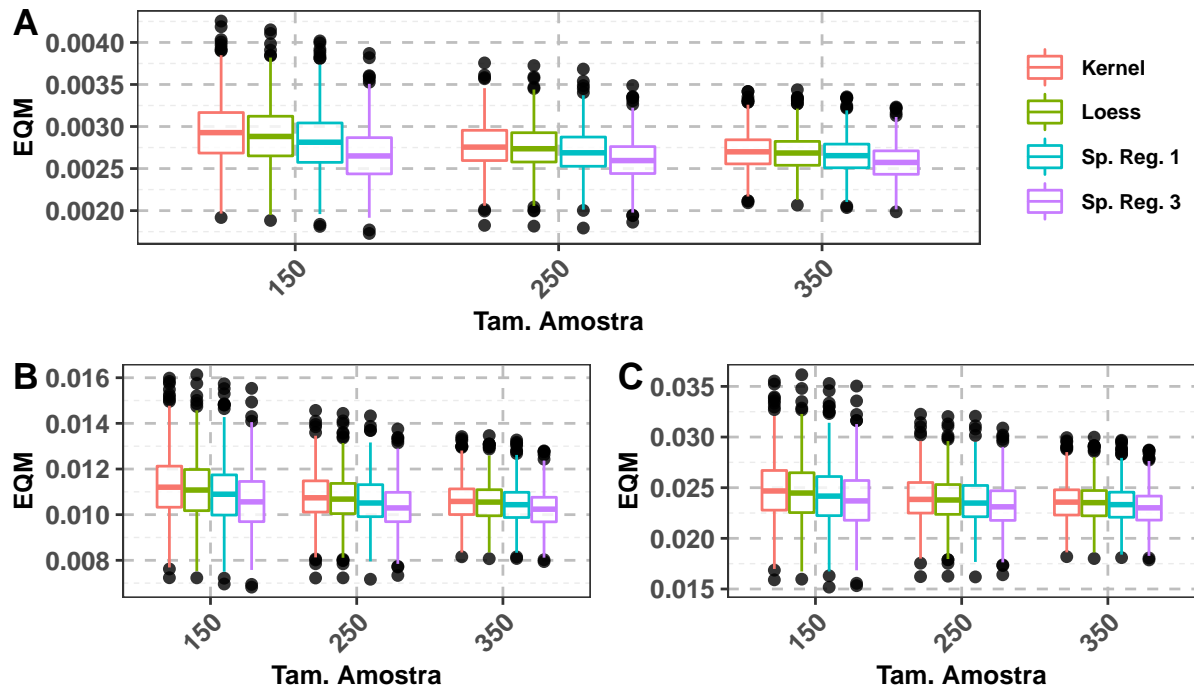 A
EQM
0.0040
0.0035
0.0030
0.0025
0.0020
150
250
350
Tam. Amostra
Kernel
Loess
Sp. Reg. 1
Sp. Reg. 3
B
EQM
0.016
0.014
0.012
0.010
0.008
150
250
350
Tam. Amostra
C
EQM
0.035
0.030
0.025
0.020
0.015
150
250
350
Tam. Amostra